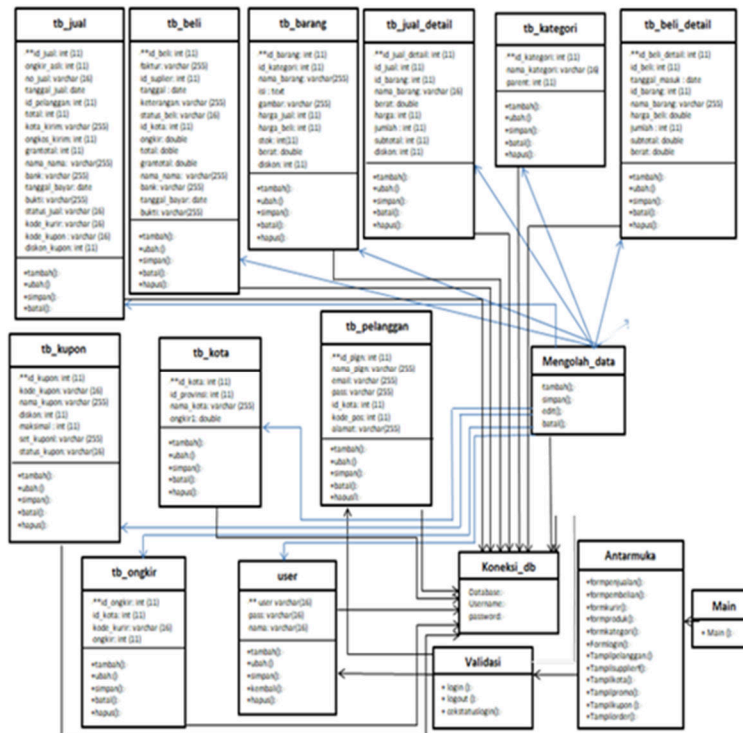 tb_jual
**id_jual: int (11)
ongkir_asli: int (11)
no_jual: varchar (16)
tanggal_jual: date
id_pelanggan: int (11)
total: int (11)
kota_kirim: varchar (255)
ongkos_kirim: int (11)
grantotal: int (11)
nama_nama: varchar(255)
bank: varchar(255)
tanggal_bayar: date
bukti: varchar(255)
status_jual: varchar (16)
kode_kurir: varchar (16)
kode_kupon : varchar (16)
diskon_kupon: int (11)
+tambah();
+ubah()
+simpan();
+batal();
tb_beli
**id_beli: int (11)
faktur: varchar (255)
id_suplier: int (11)
tanggal : date
keterangan: varchar (255)
status_beli: varchar (16)
id_kota: int (11)
ongkir: double
total: doble
grantotal: double
nama_nama: varchar(255)
bank: varchar(255)
tanggal_bayar: date
bukti: varchar(255)
+tambah();
+ubah()
+simpan();
+batal();
+hapus();
tb_barang
**id_barang: int (11)
id_kategori: int (11)
nama_barang: varchar(255)
isi : text
gambar: varchar (255)
harga_jual: int (11)
harga_beli: int (11)
stok: int(11)
berat: double
diskon: int (11)
+tambah();
+ubah()
+simpan();
+batal();
+hapus();
tb_jual_detail
**id_jual_detail: int (11)
id_jual: int (11)
id_barang: int (11)
nama_barang: varchar (16)
berat: double
harga: int (11)
jumlah : int (11)
subtotal: int (11)
diskon: int (11)
+tambah();
+ubah()
+simpan();
+batal();
+hapus();
tb_kategori
**id_kategori: int (11)
nama_kategori: varchar (16)
parent: int (11)
+tambah();
+ubah()
+simpan();
+batal();
+hapus();
tb_beli_detail
**id_beli_detail: int (11)
id_beli: int (11)
tanggal_masuk : date
id_barang: int (11)
nama_barang: varchar (255)
harga_beli: double
jumlah : int (11)
subtotal: double
berat: double
+tambah();
+ubah()
+simpan();
+batal();
+hapus();
tb_kupon
**id_kupon: int (11)
kode_kupon: varchar (16)
nama_kupon: varchar (255)
diskon: int (11)
maksimal : int (11)
set_kuponl: varchar (255)
status_kupon: varchar(16)
+tambah();
+ubah()
+simpan();
+batal();
+hapus();
tb_kota
**id_kota: int (11)
id_provinsi: int (11)
nama_kota: varchar (255)
ongkir1: double
+tambah();
+ubah()
+simpan();
+batal();
+hapus();
tb_pelanggan
**id_plgn: int (11)
nama_plgn: varchar (255)
email: varchar (255)
pass: varchar (255)
id_kota: int (11)
kode_pos: int (11)
alamat: varchar(255)
+tambah();
+ubah()
+simpan();
+batal();
+hapus();
Mengolah_data
tambah();
simpan();
edit();
batal();
tb_ongkir
**id_ongkir: int (11)
id_kota: int (11)
kode_kurir: varchar (16)
ongkir: int (11)
+tambah();
+ubah()
+simpan();
+batal();
+hapus();
user
** user varchar(16)
pass: varchar(16)
nama: varchar (16)
+tambah();
+ubah()
+simpan();
+kembali();
+hapus();
Koneksi_db
Database:
Username:
password:
Validasi
+ login ();
+ logout ();
+ cekstatuslogin();
Antarmuka
+formpenjualan();
+formpembelian();
+formkurir();
+formproduk();
+formkategori();
+Formlogin();
+Tampilpelanggan();
+Tampilsuppliert();
+Tampilkota();
+Tampilpromo();
+Tampilkupon ();
+Tampilorder();
Main
+ Main ();